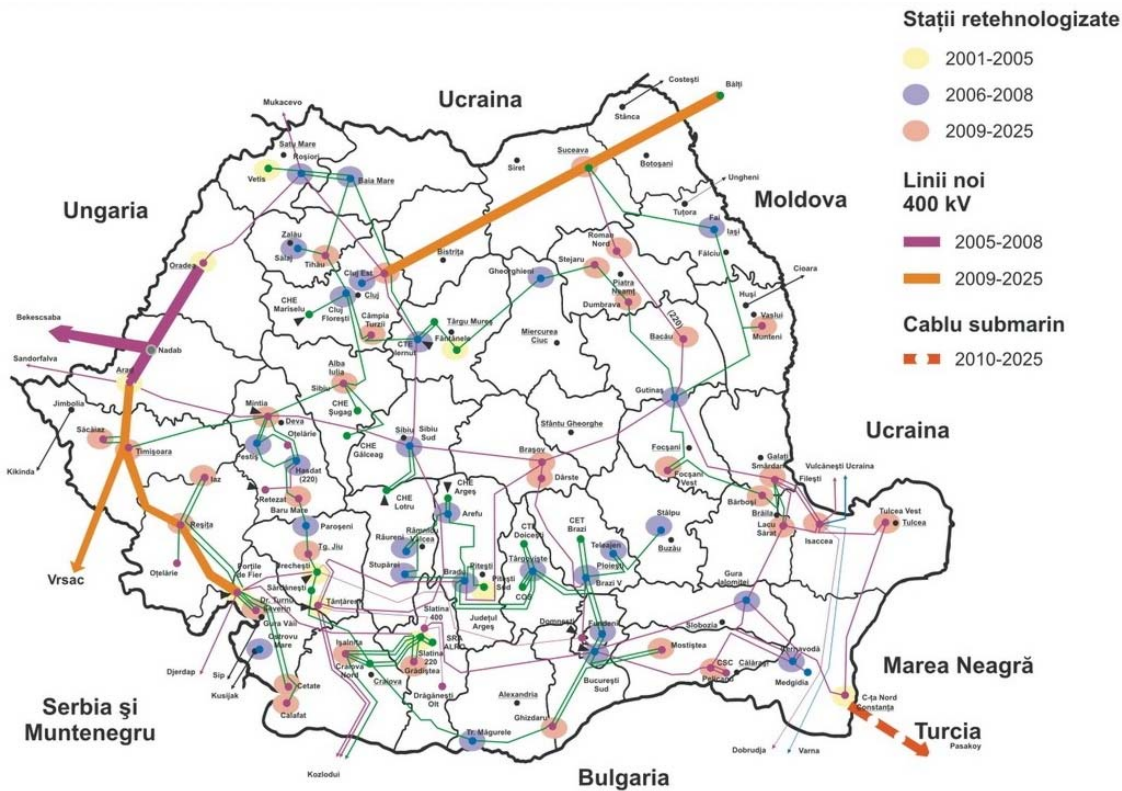 Stații retehnologizate
2001-2005
2006-2008
2009-2025
Linii noi
400 kV
2005-2008
2009-2025
Cablu submarin
2010-2025
Ucraina
Ungaria
Moldova
Ucraina
Marea Neagră
Turcia
Pasakoy
Bulgaria
Serbia și
Muntenegru
Vrsac
Mukacevo
Costești
Bălți
Stânca
Satu Mare
Roșiori
Vetis
Baia Mare
Siret
Suceava
Botoșani
Ungheni
Tuțora
Fai
Iași
Fălciu
Cioara
Huși
Vaslui
Munteni
Roman
Nord
Stejaru
Piatra
Neamț
Dumbrava
(220)
Bacău
Gutinaș
Oradea
Zalău
Sălaj
Tihău
Cluj Est
Cluj
Cluj
Florești
CHE
Mariselu
Câmpia
Turzii
Bistrița
Gheorghieni
Târgu Mureș
Fântânele
CTE
Iernut
Miercurea
Ciuc
Bekescsaba
Nadab
Sandorfalva
Arad
Jimbolia
Săcălaz
Timișoara
Kikinda
Alba
Iulia
Sibiu
CHE
Șugag
CHE
Gâlceag
Mintia
Deva
Oțelărie
Pestiș
Hasdat
(220)
Retezat
Baru Mare
Paroșeni
Tg. Jiu
Sibiu
Sibiu
Sud
CHE
Lotru
CHE
Argeș
Arefu
Sfântu Gheorghe
Brașov
Dârste
Focșani
Focșani
Vest
Galați
Smârdan
Filești
Vulcănești
Ucraina
Bărboși
Brăila
Lacu
Sărat
Isaccea
Tulcea Vest
Tulcea
Iaz
Reșița
Oțelărie
Porțile
de Fier
Dr. Turnu
Severin
Gura Văii
Ostrovu
Mare
Djerdap
Sip
Kusijak
Cetate
Calafat
Sărdănești
Tânțăreni
Râureni
Râmnicu
Vâlcea
Stupărei
Bradu
Pitești
Pitești
Sud
Județul
Argeș
CTE
Doicești
Târgoviște
CET
Brazi
Teleajen
Ploiești
Brazi V
Stâlpu
Buzău
Gura
Ialomiței
Slatina
400
Slatina
220
Grădiștea
Ișalnița
Craiova
Nord
Craiova
Drăgănești
Olt
Alexandria
Ghizdaru
Tr. Măgurele
Kozlodui
Domnești
Fundeni
București
Sud
Mostiștea
Slobozia
CSC
Călărași
Pelicanu
Cernavodă
Medgidia
C-ța Nord
Constanța
Dobrudja
Varna